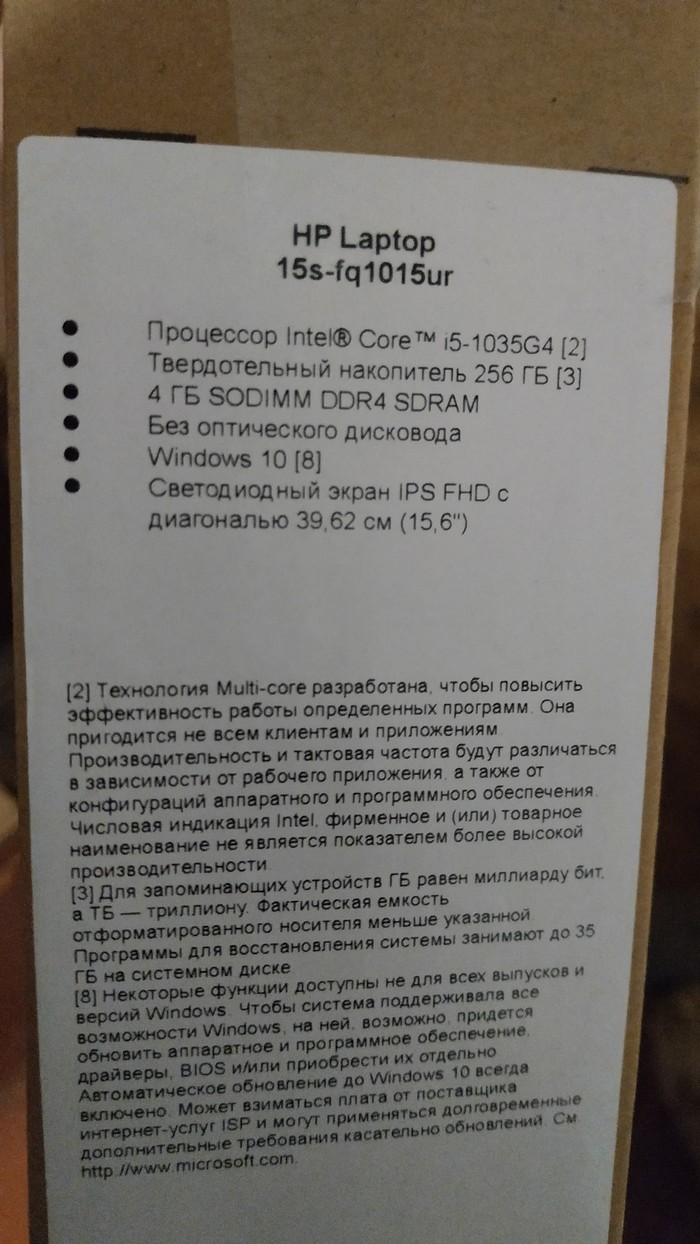 HP Laptop
15s-fq1015ur
Процессор Intel® Core™ i5-1035G4 [2]
Твердотельный накопитель 256 ГБ [3]
4 ГБ SODIMM DDR4 SDRAM
Без оптического дисковода
Windows 10 [8]
Светодиодный экран IPS FHD с
диагональю 39,62 см (15,6")
[2] Технология Multi-core разработана, чтобы повысить
эффективность работы определенных программ. Она
пригодится не всем клиентам и приложениям.
Производительность и тактовая частота будут различаться
в зависимости от рабочего приложения, а также от
конфигураций аппаратного и программного обеспечения.
Числовая индикация Intel, фирменное и (или) товарное
наименование не является показателем более высокой
производительности.
[3] Для запоминающих устройств ГБ равен миллиарду бит,
а ТБ — триллиону. Фактическая емкость
отформатированного носителя меньше указанной.
Программы для восстановления системы занимают до 35
ГБ на системном диске.
[8] Некоторые функции доступны не для всех выпусков и
версий Windows. Чтобы система поддерживала все
возможности Windows, на ней, возможно, придется
обновить аппаратное и программное обеспечение,
драйверы, BIOS и/или приобрести их отдельно.
Автоматическое обновление до Windows 10 всегда
включено. Может взиматься плата от поставщика
интернет-услуг ISP и могут применяться долговременные
дополнительные требования касательно обновлений. См.
http://www.microsoft.com.